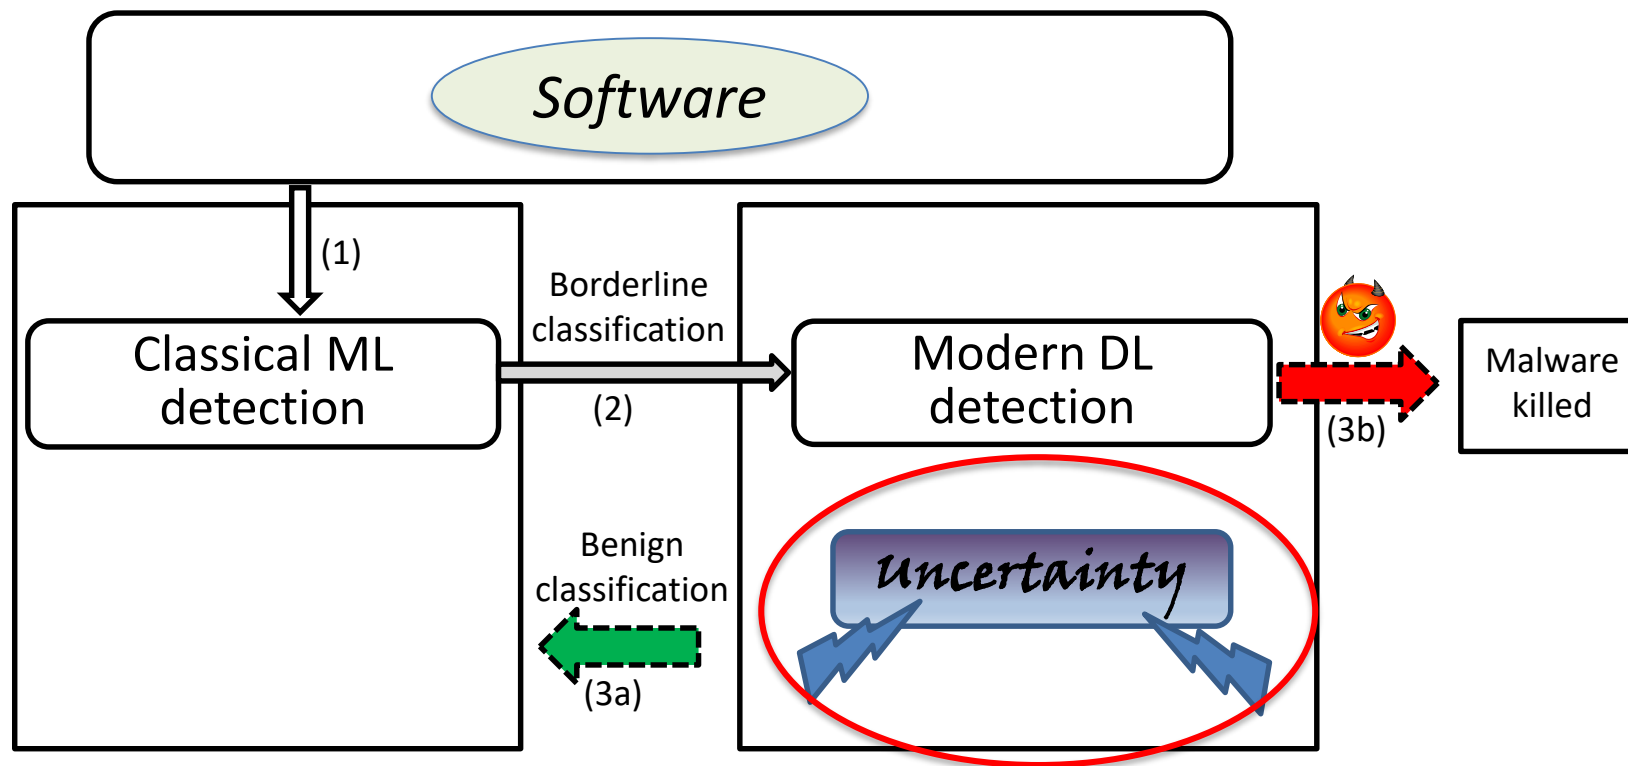 Software
(1)
Classical ML
detection
Borderline
classification
(2)
Modern DL
detection
(3b)
Malware
killed
Benign
classification
(3a)
Uncertainty